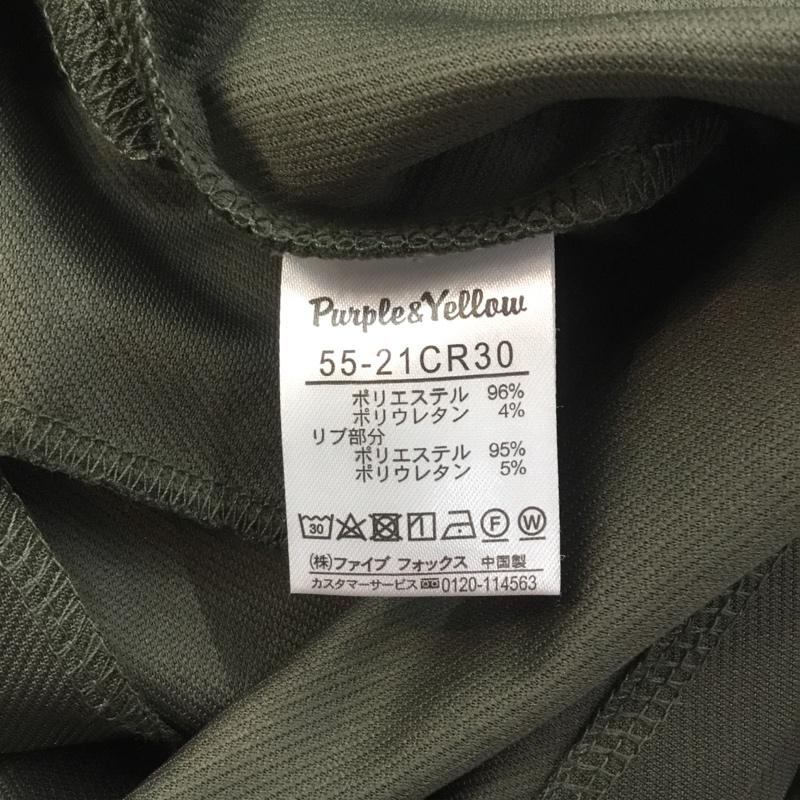 Purple&Yellow
55-21CR30
ポリエステル 96%
ポリウレタン 4%
リブ部分
ポリエステル 95%
ポリウレタン 5%
30 F W
(株)ファイブ フォックス 中国製
カスタマーサービス 0120-114563